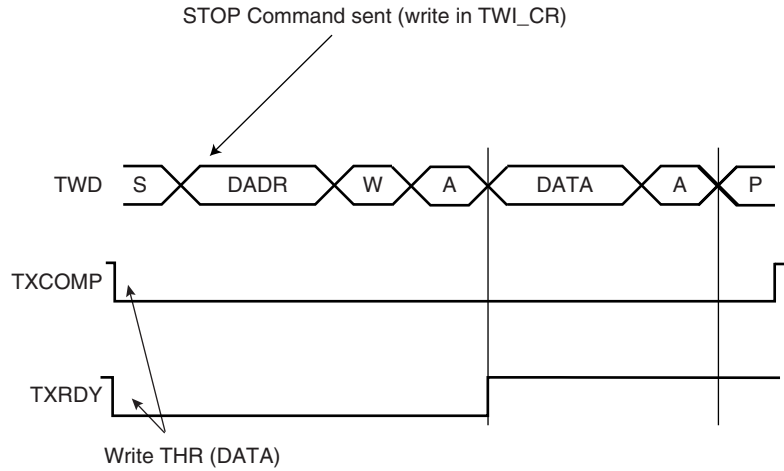 STOP Command sent (write in TWI_CR)
TWD S DADR W A DATA A P
TXCOMP
TXRDY
Write THR (DATA)